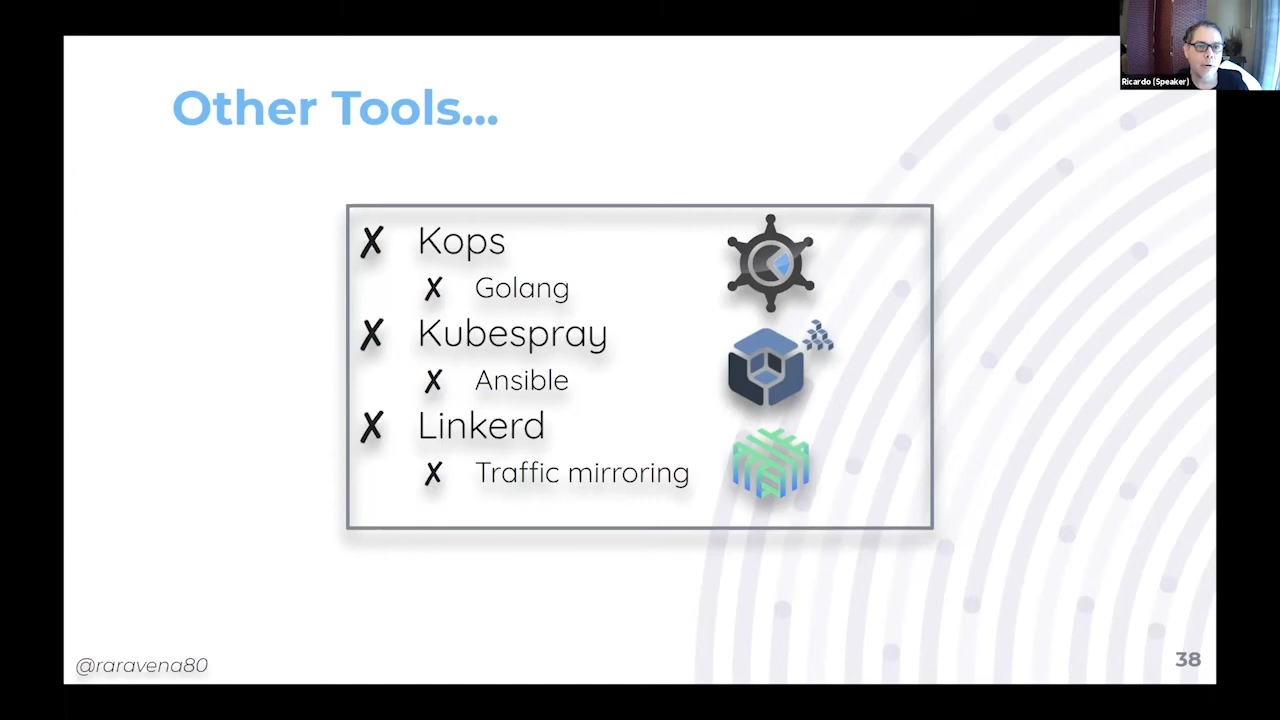 Ricardo (Speaker)
Other Tools...
✗ Kops
✗ Golang
✗ Kubespray
✗ Ansible
✗ Linkerd
✗ Traffic mirroring
@raravena80
38